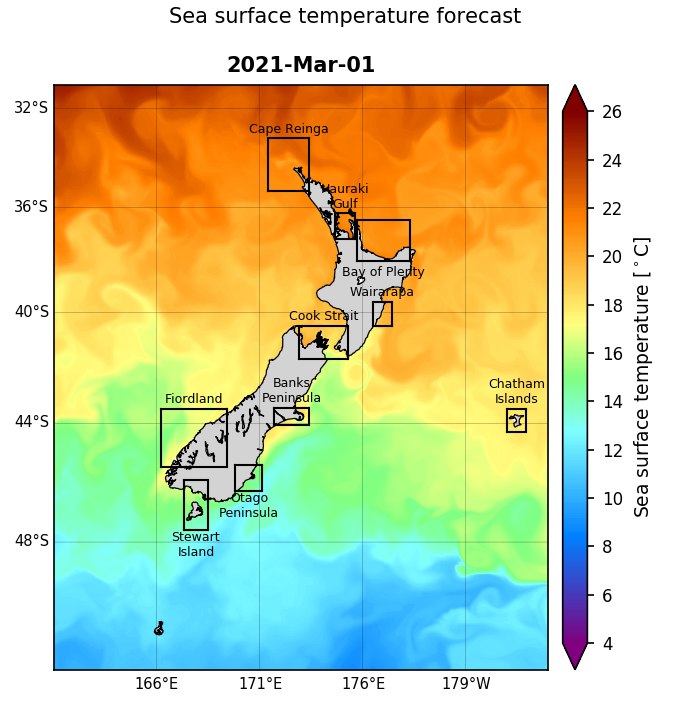 Sea surface temperature forecast
2021-Mar-01
32°S
36°S
40°S
44°S
48°S
166°E
171°E
176°E
179°W
Cape Reinga
Hauraki
Gulf
Bay of Plenty
Wairarapa
Cook Strait
Banks
Peninsula
Chatham
Islands
Fiordland
Otago
Peninsula
Stewart
Island
26
24
22
20
18
16
14
12
10
8
6
4
Sea surface temperature [°C]